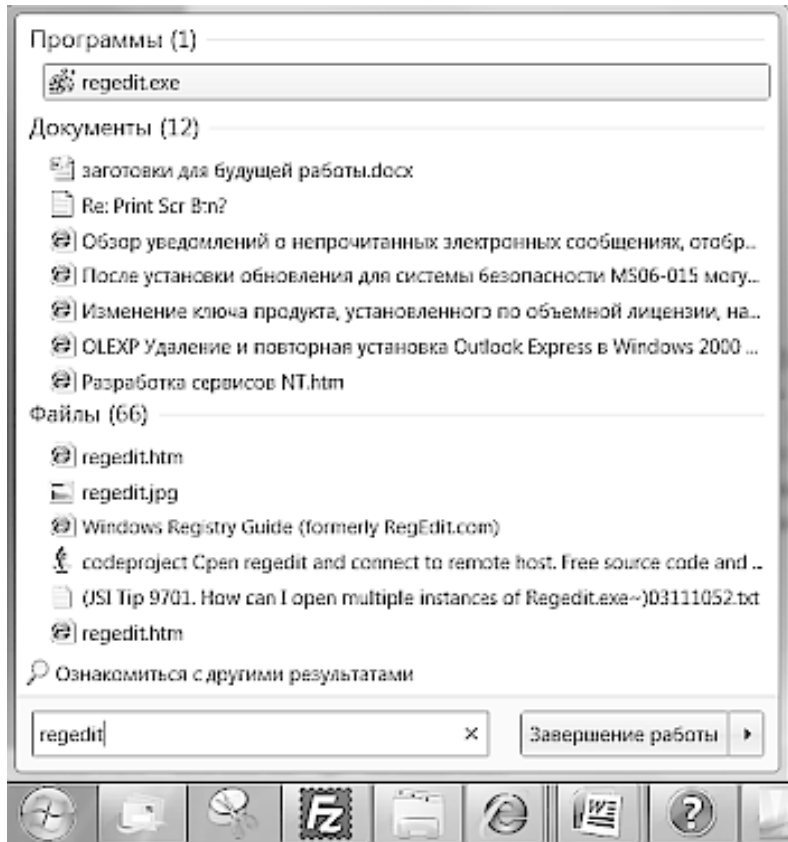 Программы (1)
regedit.exe
Документы (12)
заготовки для будущей работы.docx
Re: Print Scr Btn?
Обзор уведомлений о непрочитанных электронных сообщениях, отобр...
После установки обновления для системы безопасности MS06-015 могу...
Изменение ключа продукта, установленного по объемной лицензии, на...
OLEXP Удаление и повторная установка Outlook Express в Windows 2000 ...
Разработка сервисов NT.htm
Файлы (66)
regedit.htm
regedit.jpg
Windows Registry Guide (formerly RegEdit.com)
codeproject Open regedit and connect to remote host. Free source code and ...
(JSI Tip 9701. How can I open multiple instances of Regedit.exe~)03111052.txt
regedit.htm
Ознакомиться с другими результатами
regedit
Завершение работы
Fz
W
?